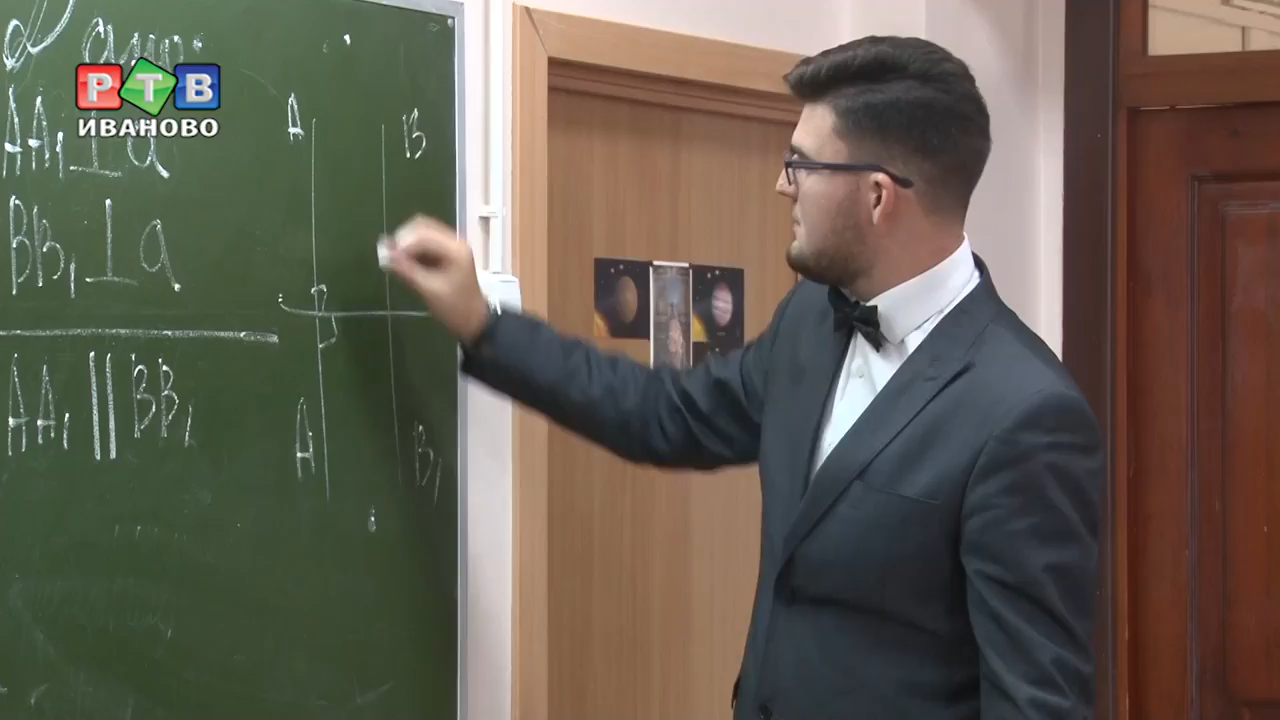 РТВ
ИВАНОВО
AA₁ ⊥ a
BB₁ ⊥ a
AA₁ || BB₁
A B
A B₁